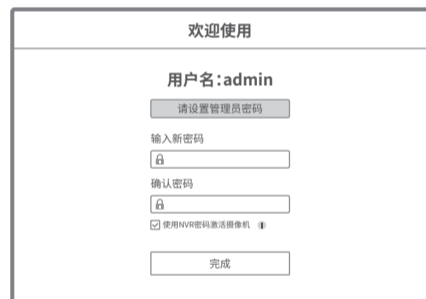 欢迎使用
用户名:admin
请设置管理员密码
输入新密码
确认密码
使用NVR密码激活摄像机
完成